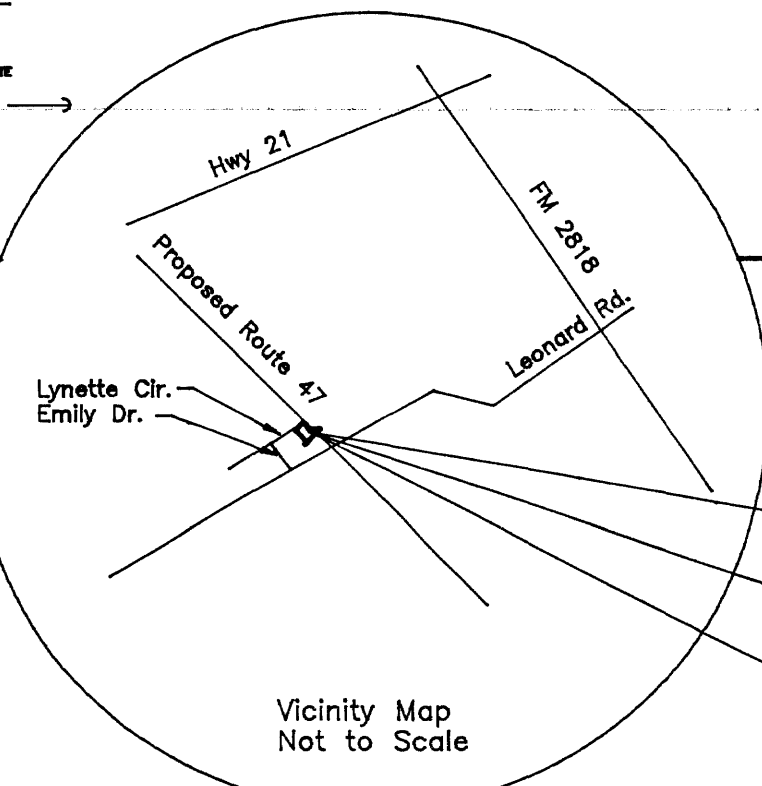 Hwy 21
FM 2818
Proposed Route 47
Leonard Rd.
Lynette Cir.
Emily Dr.
Vicinity Map
Not to Scale